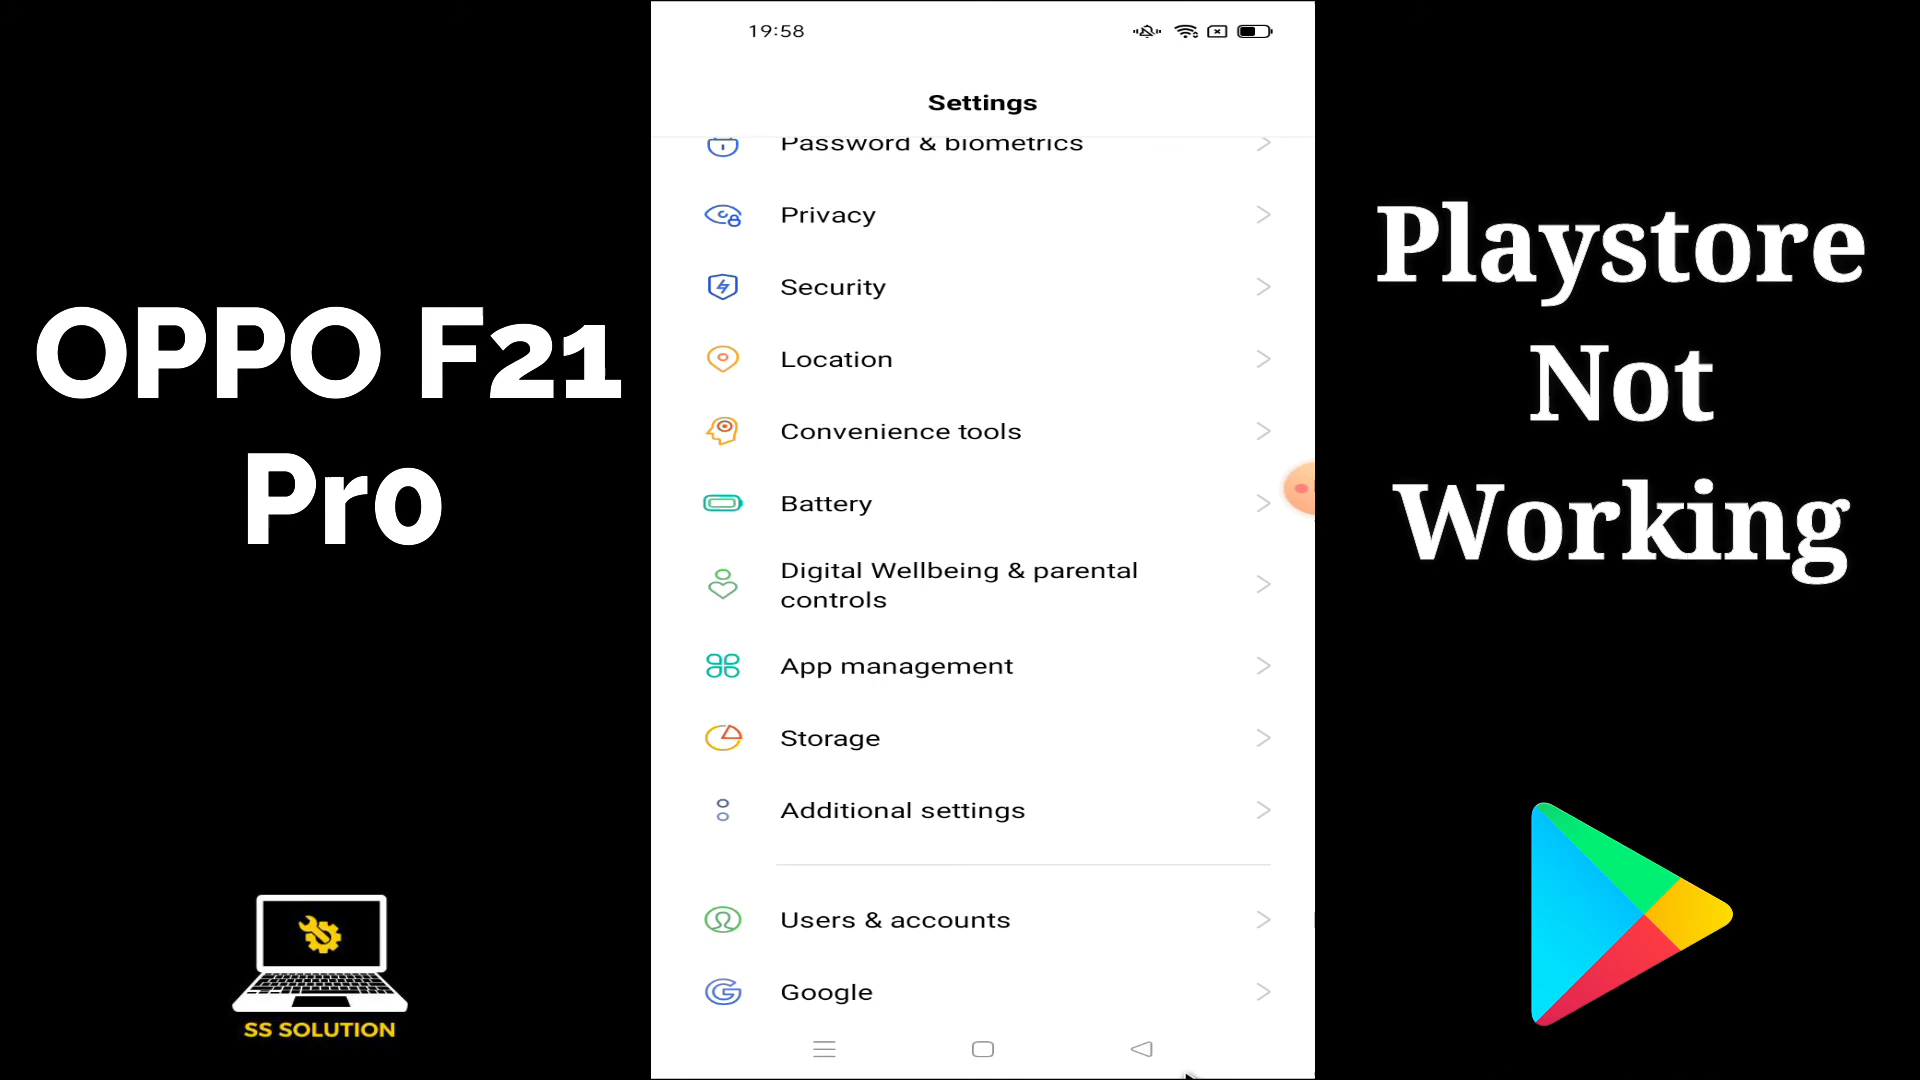 OPPO F21
Pro
SS SOLUTION
19:58
Settings
Password & biometrics
Privacy
Security
Location
Convenience tools
Battery
Digital Wellbeing & parental
controls
App management
Storage
Additional settings
Users & accounts
Google
Playstore
Not
Working